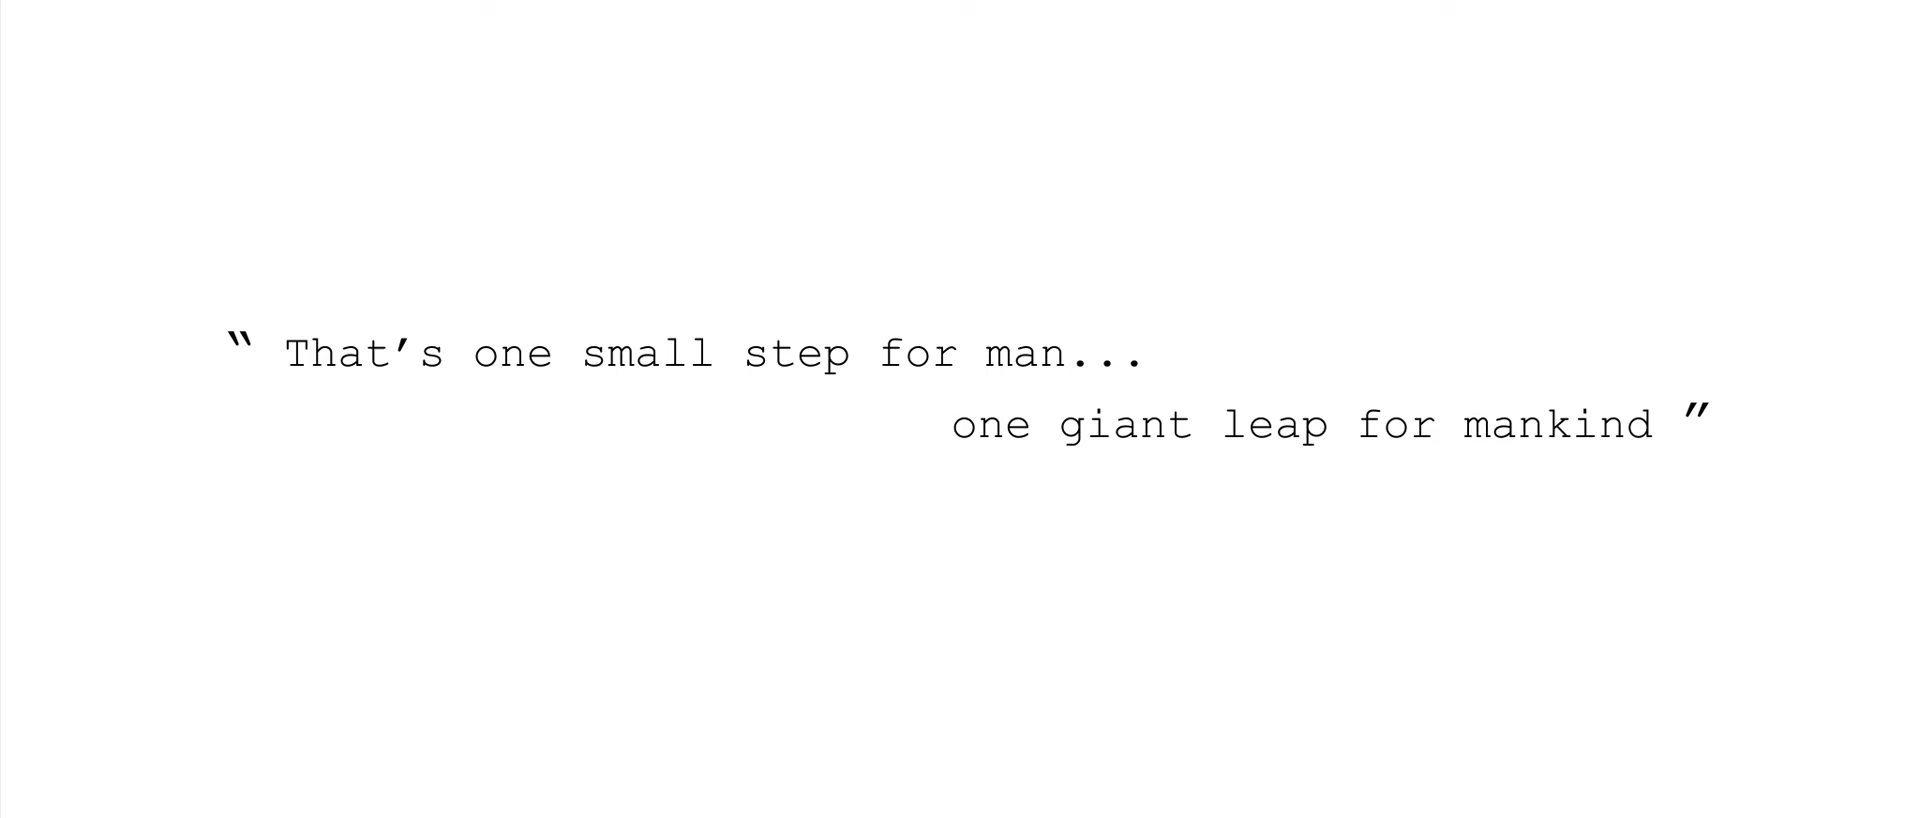 “ That’s one small step for man...
one giant leap for mankind ”